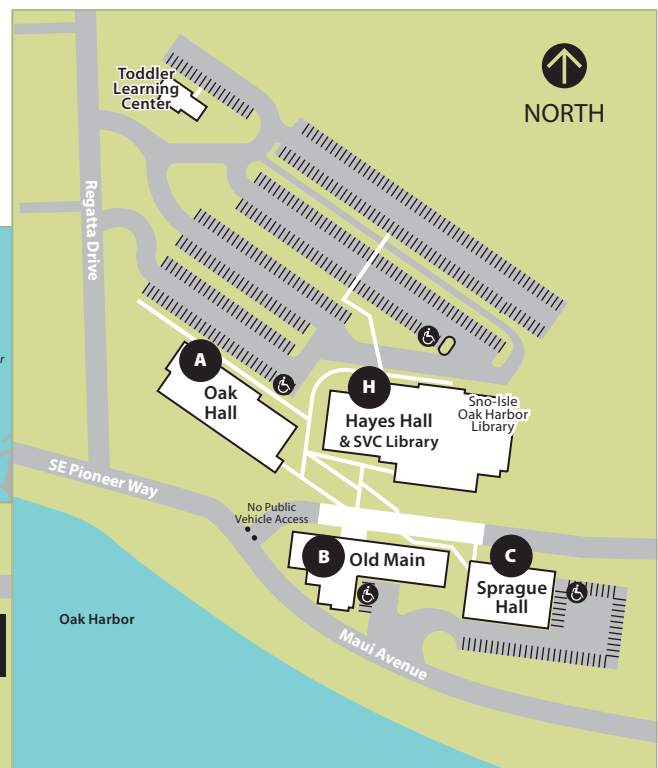 Toddler
Learning
Center
NORTH
Regatta Drive
A
Oak
Hall
H
Hayes Hall
& SVC Library
Sno-Isle
Oak Harbor
Library
SE Pioneer Way
No Public
Vehicle Access
B
Old Main
C
Sprague
Hall
Oak Harbor
Maui Avenue